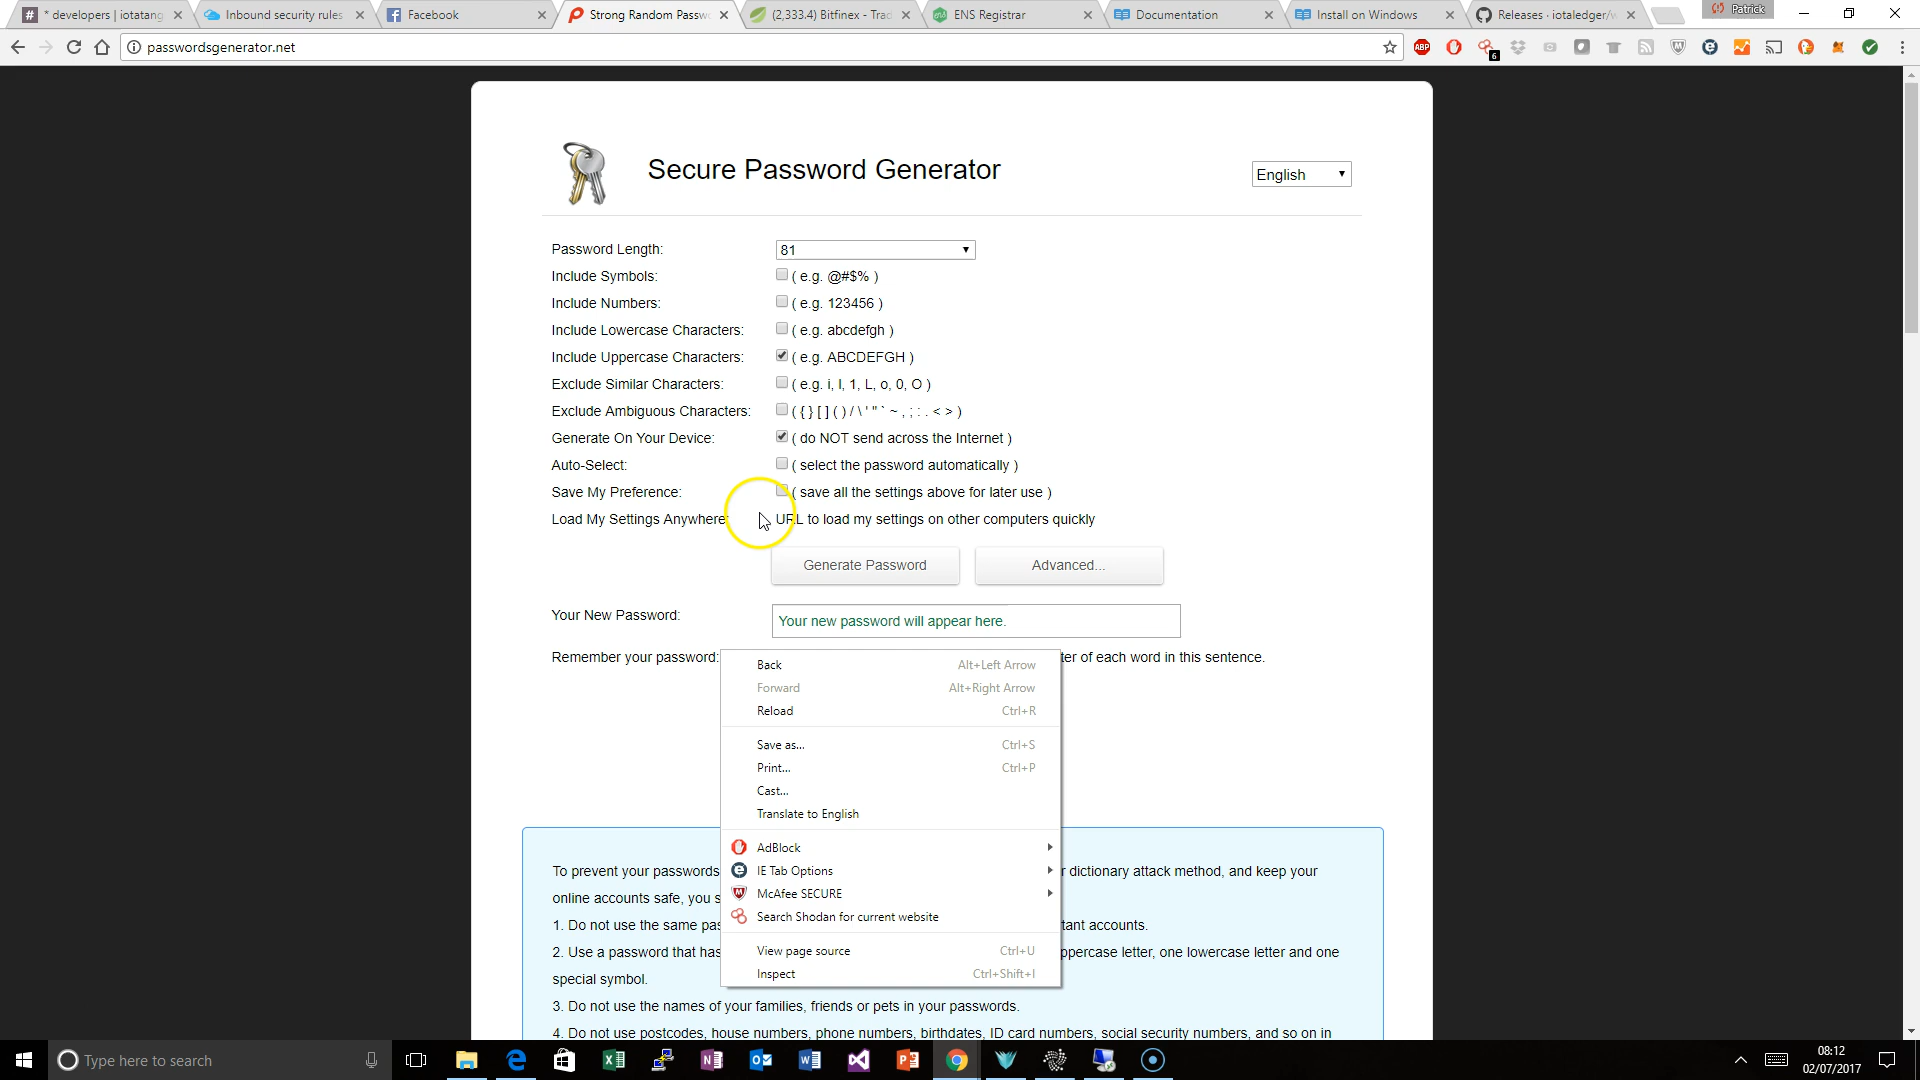 * developers | iotatang
Inbound security rules
Facebook
Strong Random Passw
(2,333.4) Bitfinex - Trad
ENS Registrar
Documentation
Install on Windows
Releases · iotaledger/w
Patrick
passwordsgenerator.net
ABP
6
Secure Password Generator
English
Password Length:
81
Include Symbols:
( e.g. @#$% )
Include Numbers:
( e.g. 123456 )
Include Lowercase Characters:
( e.g. abcdefgh )
Include Uppercase Characters:
( e.g. ABCDEFGH )
Exclude Similar Characters:
( e.g. i, l, 1, L, o, 0, O )
Exclude Ambiguous Characters:
( { } [ ] ( ) / \ ' " ` ~ , ; : . < > )
Generate On Your Device:
( do NOT send across the Internet )
Auto-Select:
( select the password automatically )
Save My Preference:
( save all the settings above for later use )
Load My Settings Anywhere:
URL to load my settings on other computers quickly
Generate Password
Advanced...
Your New Password:
Your new password will appear here.
Remember your password:
ter of each word in this sentence.
Back Alt+Left Arrow
Forward Alt+Right Arrow
Reload Ctrl+R
Save as... Ctrl+S
Print... Ctrl+P
Cast...
Translate to English
AdBlock
IE Tab Options
McAfee SECURE
Search Shodan for current website
View page source Ctrl+U
Inspect Ctrl+Shift+I
To prevent your passwords
r dictionary attack method, and keep your
online accounts safe, you s
1. Do not use the same pas
tant accounts.
2. Use a password that has
ppercase letter, one lowercase letter and one
special symbol.
3. Do not use the names of your families, friends or pets in your passwords.
4. Do not use postcodes, house numbers, phone numbers, birthdates, ID card numbers, social security numbers, and so on in
Type here to search
08:12
02/07/2017